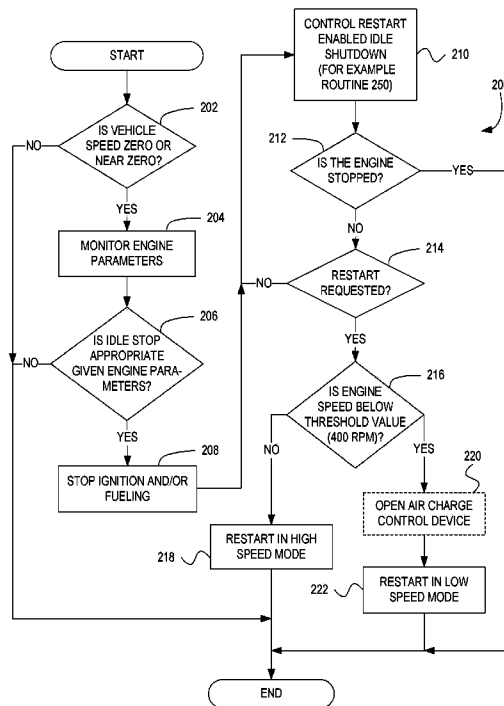 START
202
IS VEHICLE
SPEED ZERO OR
NEAR ZERO?
NO
YES
204
MONITOR ENGINE
PARAMETERS
206
IS IDLE STOP
APPROPRIATE
GIVEN ENGINE PARA-
METERS?
NO
YES
208
STOP IGNITION AND/OR
FUELING
CONTROL RESTART
ENABLED IDLE
SHUTDOWN
(FOR EXAMPLE
ROUTINE 250)
210
20
212
IS THE ENGINE
STOPPED?
YES
NO
214
RESTART
REQUESTED?
NO
YES
216
IS ENGINE
SPEED BELOW
THRESHOLD VALUE
(400 RPM)?
NO
YES
220
OPEN AIR CHARGE
CONTROL DEVICE
RESTART IN HIGH
SPEED MODE
218
RESTART IN LOW
SPEED MODE
222
END